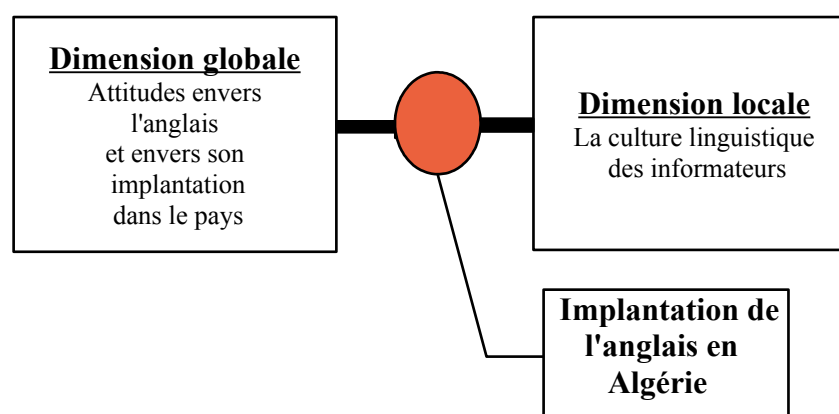 Dimension globale
Attitudes envers
l'anglais
et envers son
implantation
dans le pays
Dimension locale
La culture linguistique
des informateurs
Implantation de
l'anglais en
Algérie